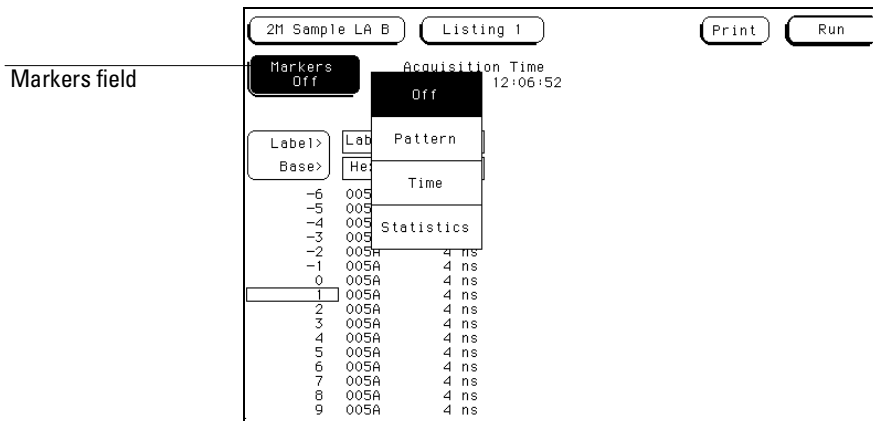 2M Sample LA B Listing 1 Print Run
Markers field
Markers Acquisition Time
Off 12:06:52
Off
Pattern
Time
Statistics
Label> Lab
Base> He
-6 005
-5 005
-4 005
-3 005
-2 005A 4 ns
-1 005A 4 ns
0 005A 4 ns
1 005A 4 ns
2 005A 4 ns
3 005A 4 ns
4 005A 4 ns
5 005A 4 ns
6 005A 4 ns
7 005A 4 ns
8 005A 4 ns
9 005A 4 ns